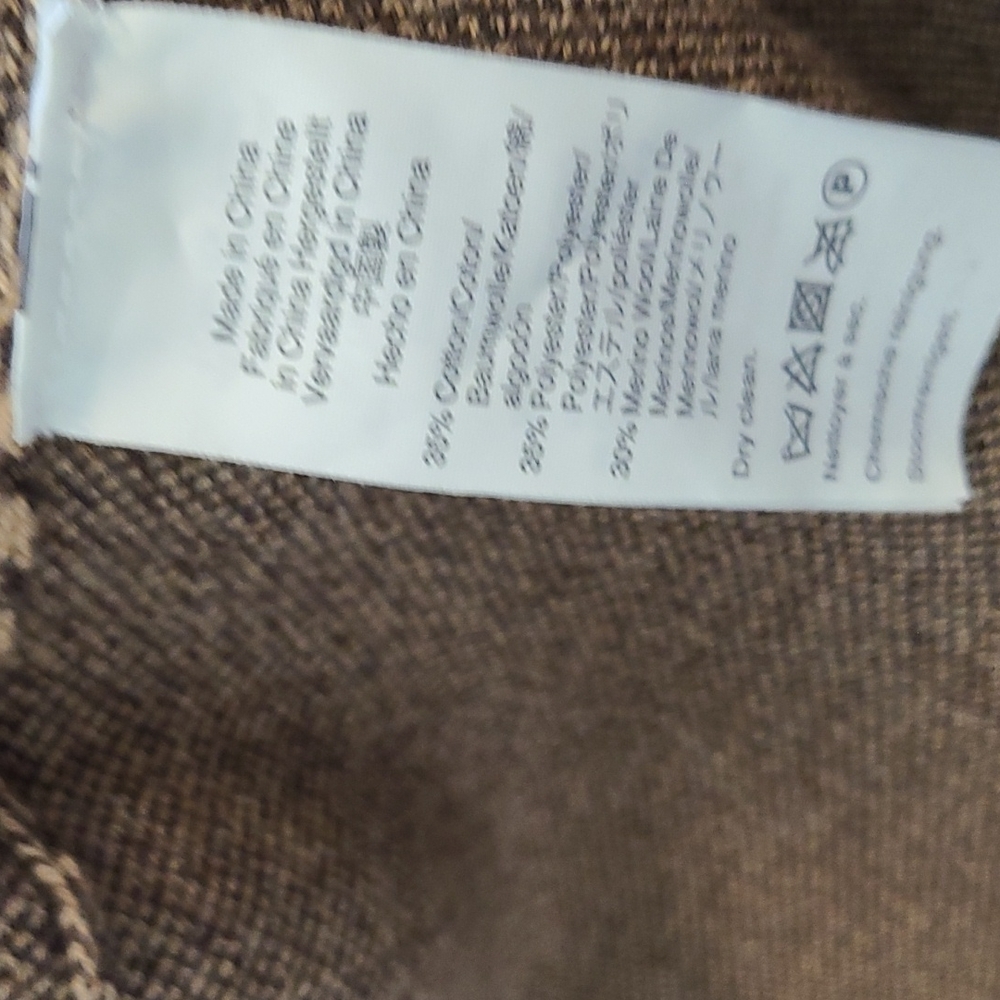 Made in China
Fabriqué en Chine
in China Hergestellt
Vervaardigd in China
中国製
Hecho en China
Cotton/Coton/
Baumwolle/Katoen/綿/
algodón
Polyester/Polyester/
Polyester/Polyester/ポリ
エステル/poliéster
30% Merino Wool/Laine De
Merinos/Merinowolle/
Merinowol/メリノウー
ル/lana merino
Dry clean.
P
Nettoyer à sec.
Chemische Reinigung.